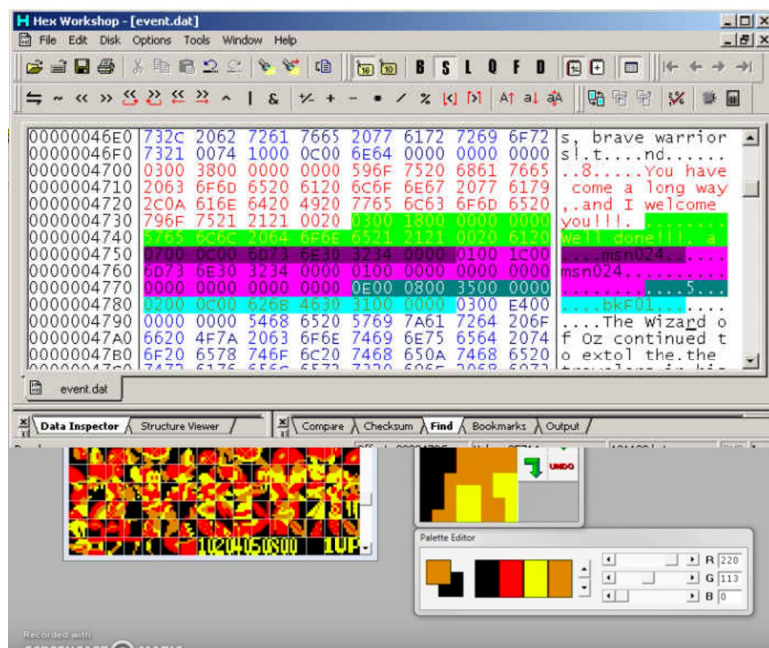 Hex Workshop - [event.dat]
File Edit Disk Options Tools Window Help
B S L Q F D
00000046E0 732C 2062 7261 7665 2077 6172 7269 6F72 s, brave warrior
00000046F0 7321 0074 1000 0C00 6E64 0000 0000 0000 s!.t....nd......
0000004700 0300 3800 0000 0000 596F 7520 6861 7665 ..8.....You have
0000004710 2063 6F6D 6520 6120 6C6F 6E67 2077 6179 come a long way
0000004720 2C0A 616E 6420 4920 7765 6C63 6F6D 6520 ,.and I welcome
0000004730 796F 7521 2121 0020 0300 1800 0000 0000 you!!!. ........
0000004740 5765 6C6C 2064 6F6E 6521 2121 0020 6120 Well done!!!. a
0000004750 0700 0C00 6D73 6E30 3234 0000 0100 1C00 ....msn024......
0000004760 6D73 6E30 3234 0000 0100 0000 0000 0000 msn024..........
0000004770 0000 0000 0000 0000 0E00 0800 3500 0000 ............5...
0000004780 0200 0C00 626B 4630 3100 0000 0300 E400 ....bkF01.......
0000004790 0000 0000 5468 6520 5769 7A61 7264 206F ....The Wizard o
00000047A0 6620 4F7A 2063 6F6E 7469 6E75 6564 2074 f Oz continued t
00000047B0 6F20 6578 746F 6C20 7468 650A 7468 6520 o extol the.the
event.dat
Data Inspector Structure Viewer Compare Checksum Find Bookmarks Output
10204050800 1UP
UNDO
Palette Editor
R 220
G 113
B 0
Recorded with